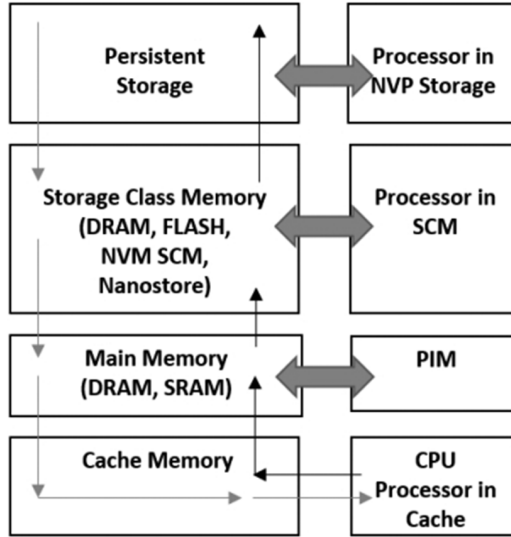 Persistent
Storage
Processor in
NVP Storage
Storage Class Memory
(DRAM, FLASH,
NVM SCM,
Nanostore)
Processor in
SCM
Main Memory
(DRAM, SRAM)
PIM
Cache Memory
CPU
Processor in
Cache